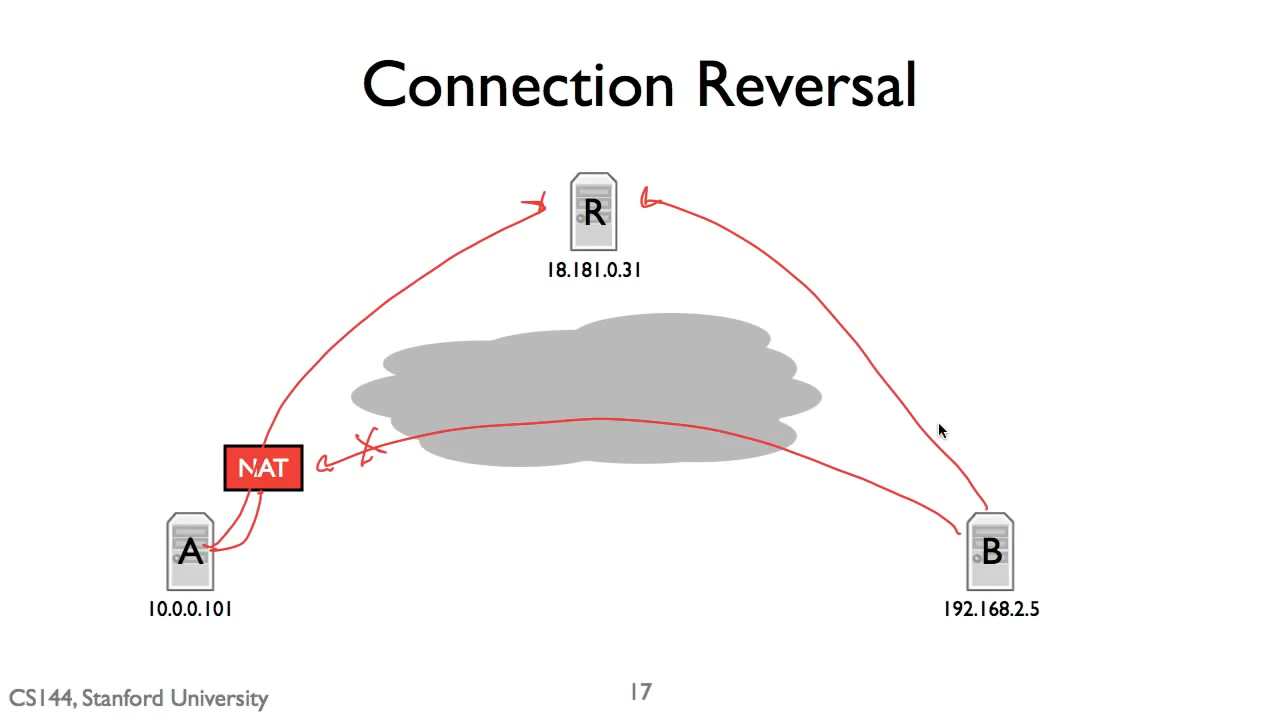 Connection Reversal
R
18.181.0.31
NAT
A
B
10.0.0.101
192.168.2.5
CS144, Stanford University
17